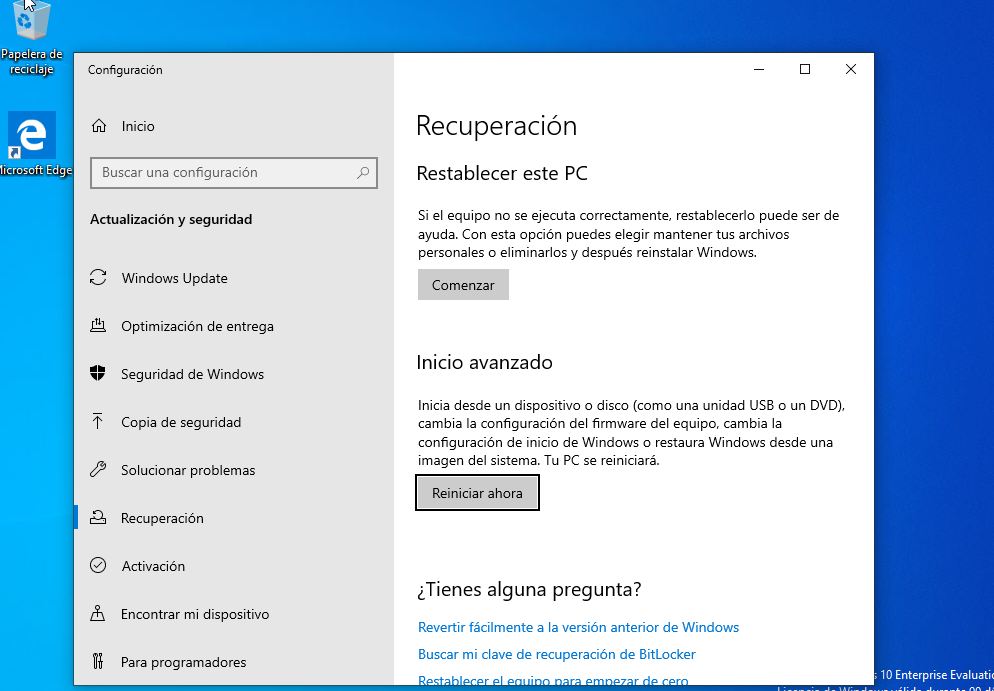 Papelera de
reciclaje
Microsoft Edge
Configuración
Inicio
Buscar una configuración
Actualización y seguridad
Windows Update
Optimización de entrega
Seguridad de Windows
Copia de seguridad
Solucionar problemas
Recuperación
Activación
Encontrar mi dispositivo
Para programadores
Recuperación
Restablecer este PC
Si el equipo no se ejecuta correctamente, restablecerlo puede ser de
ayuda. Con esta opción puedes elegir mantener tus archivos
personales o eliminarlos y después reinstalar Windows.
Comenzar
Inicio avanzado
Inicia desde un dispositivo o disco (como una unidad USB o un DVD),
cambia la configuración del firmware del equipo, cambia la
configuración de inicio de Windows o restaura Windows desde una
imagen del sistema. Tu PC se reiniciará.
Reiniciar ahora
¿Tienes alguna pregunta?
Revertir fácilmente a la versión anterior de Windows
Buscar mi clave de recuperación de BitLocker
Restablecer el equipo para empezar de cero
10 Enterprise
Licencia de Windows válida durante